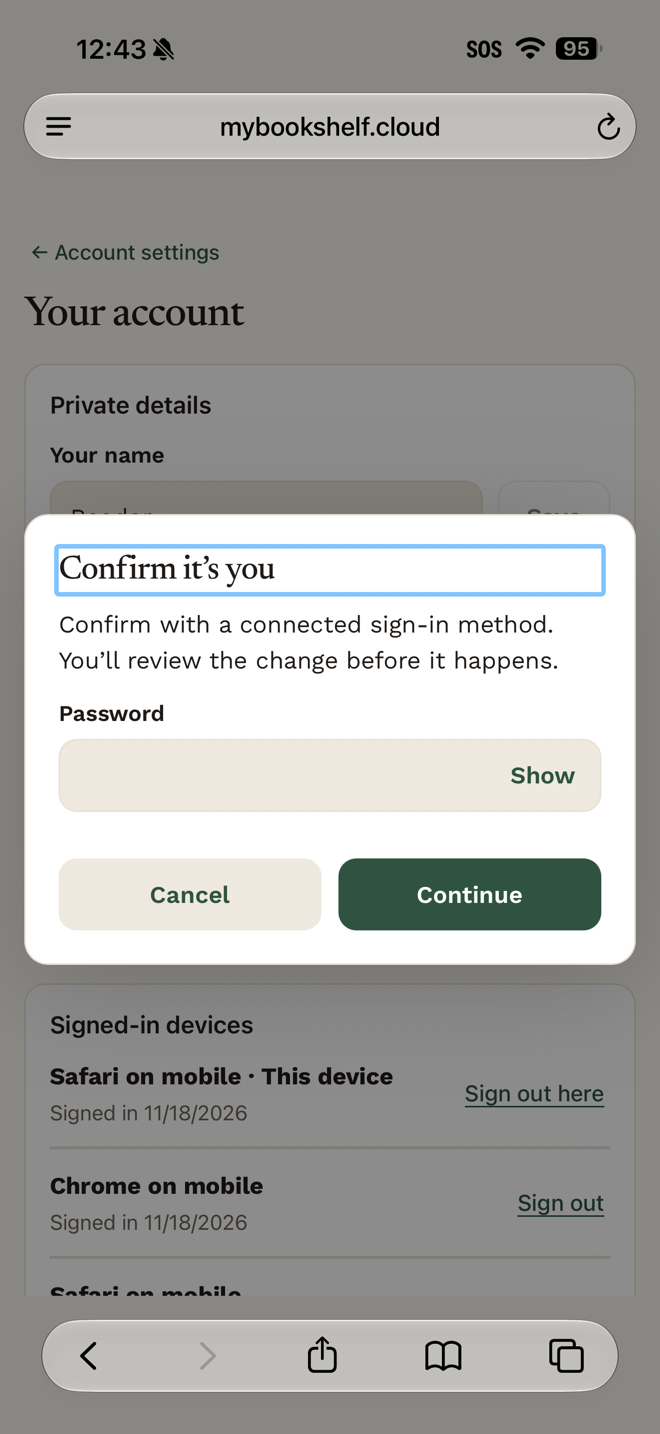 12:43
SOS
95
mybookshelf.cloud
← Account settings
Your account
Private details
Your name
Confirm it’s you
Confirm with a connected sign-in method.
You’ll review the change before it happens.
Password
Show
Cancel
Continue
Signed-in devices
Safari on mobile · This device
Signed in 11/18/2026
Sign out here
Chrome on mobile
Signed in 11/18/2026
Sign out
Safari on mobile